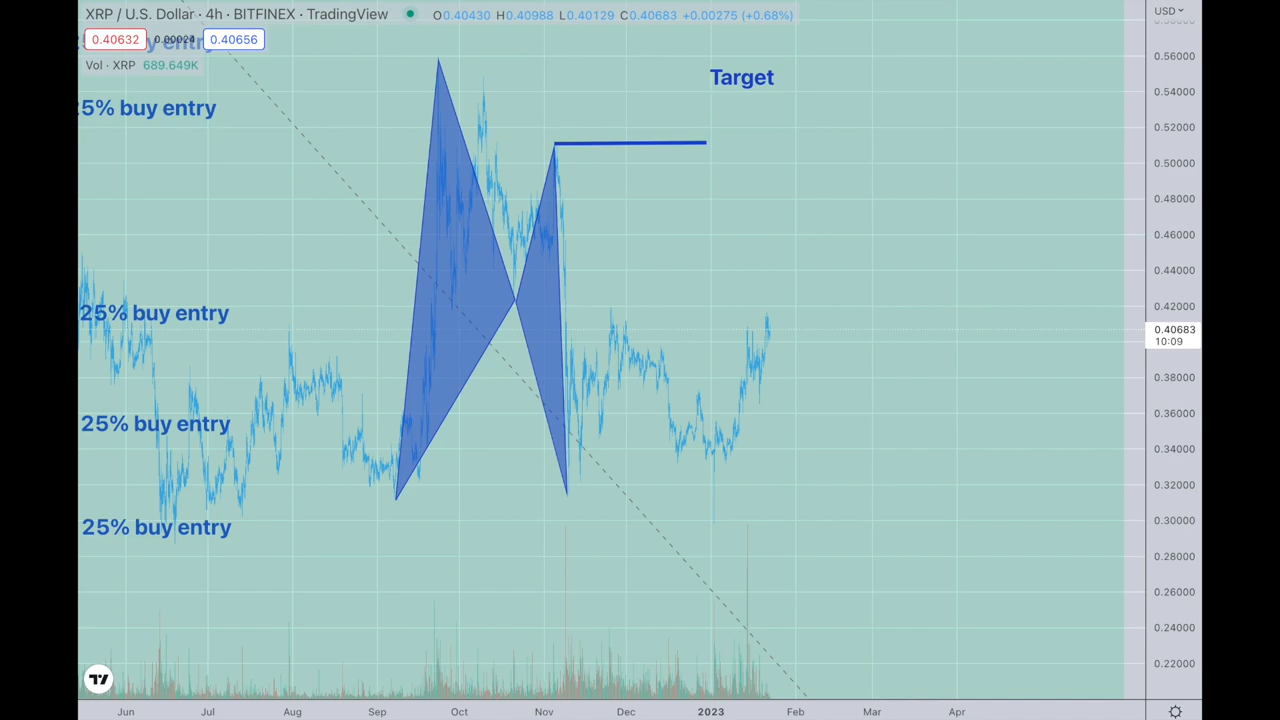 XRP / U.S. Dollar · 4h · BITFINEX · TradingView O0.40430 H0.40988 L0.40129 C0.40683 +0.00275 (+0.68%)
USD
0.40632 0.00024 0.40656
Vol · XRP 689.649K
Target
5% buy entry
25% buy entry
25% buy entry
25% buy entry
0.56000
0.54000
0.52000
0.50000
0.48000
0.46000
0.44000
0.42000
0.40683
10:09
0.38000
0.36000
0.34000
0.32000
0.30000
0.28000
0.26000
0.24000
0.22000
Jun Jul Aug Sep Oct Nov Dec 2023 Feb Mar Apr